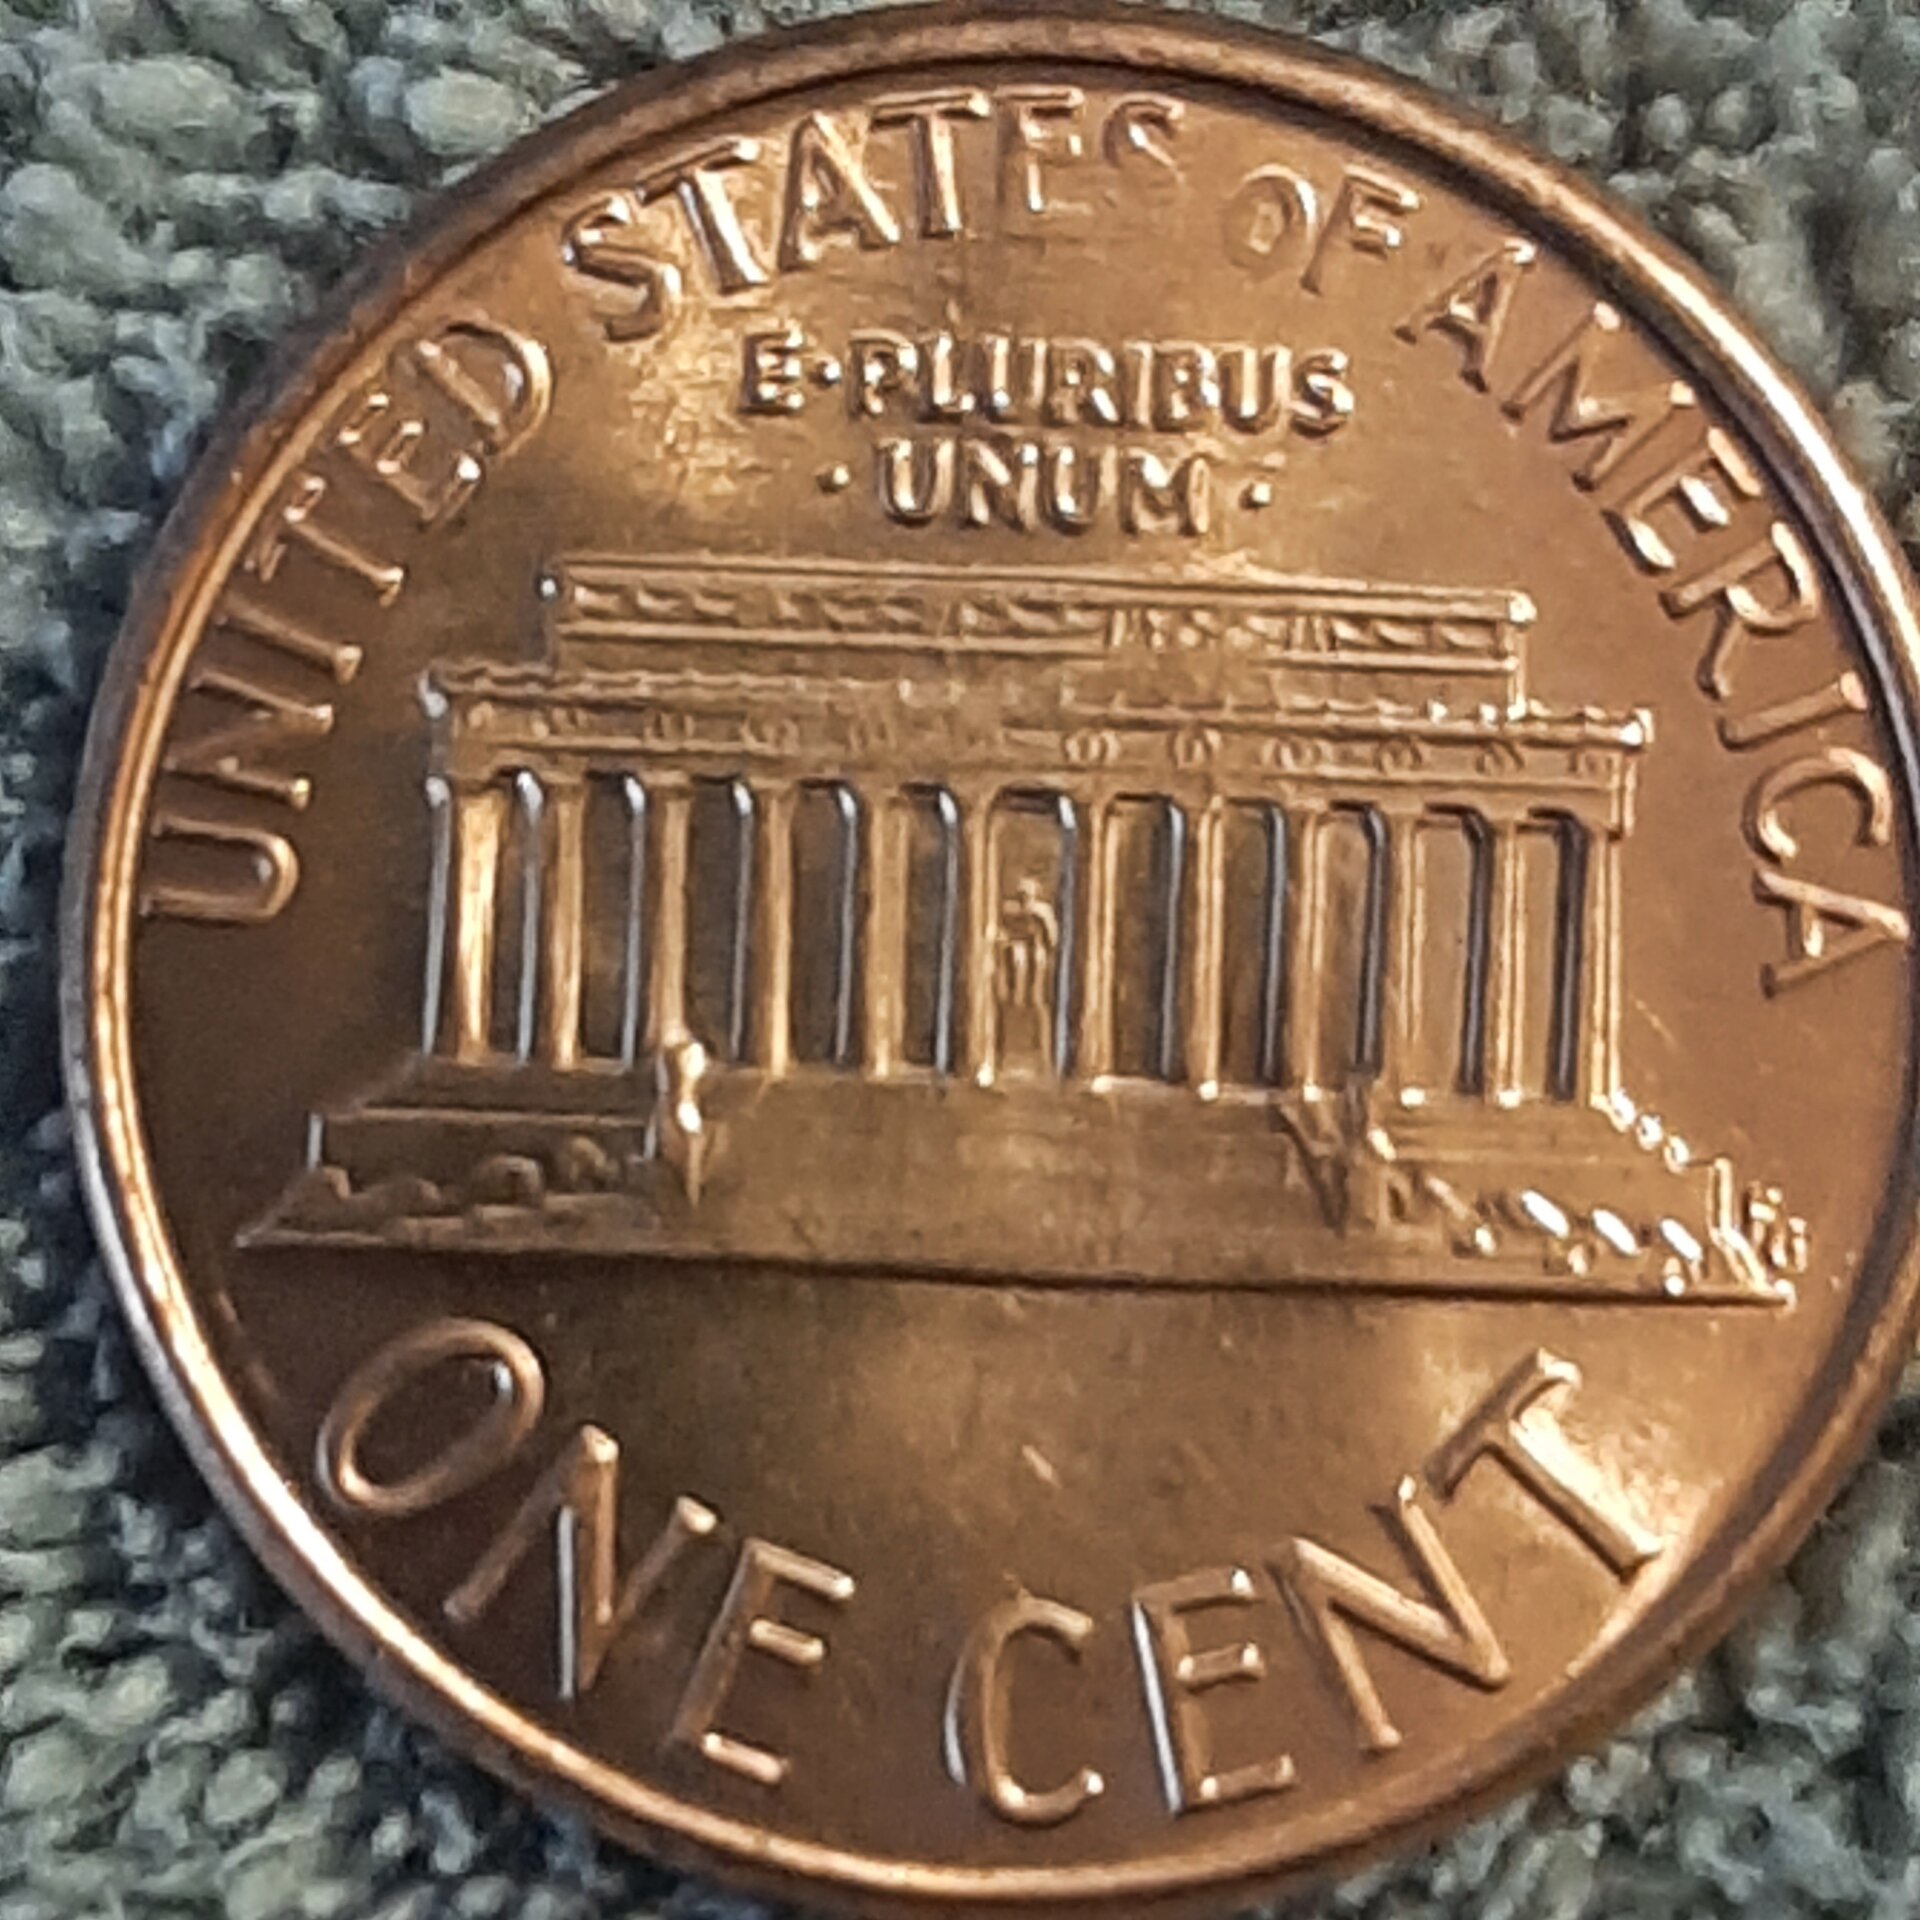 UNITED STATES OF AMERICA
E·PLURIBUS
·UNUM·
ONE CENT